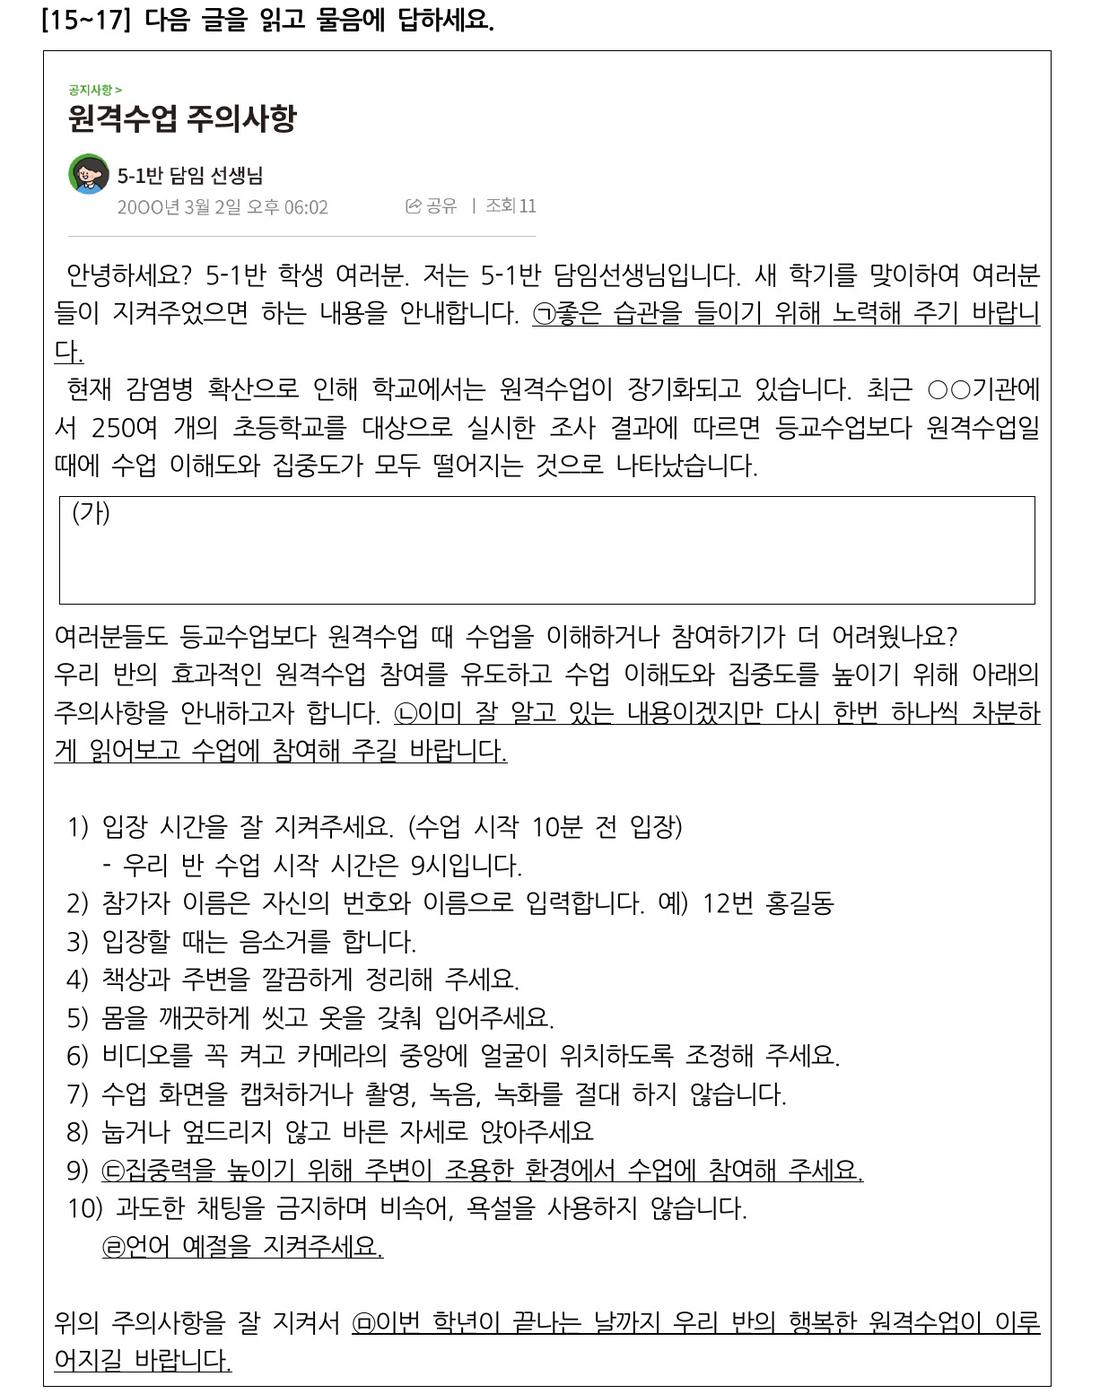 [15~17] 다음 글을 읽고 물음에 답하세요.
공지사항 >
원격수업 주의사항
5-1반 담임 선생님
20OO년 3월 2일 오후 06:02 공유 | 조회 11
안녕하세요? 5-1반 학생 여러분. 저는 5-1반 담임선생님입니다. 새 학기를 맞이하여 여러분
들이 지켜주었으면 하는 내용을 안내합니다. ㉠좋은 습관을 들이기 위해 노력해 주기 바랍니
다.
현재 감염병 확산으로 인해 학교에서는 원격수업이 장기화되고 있습니다. 최근 ○○기관에
서 250여 개의 초등학교를 대상으로 실시한 조사 결과에 따르면 등교수업보다 원격수업일
때에 수업 이해도와 집중도가 모두 떨어지는 것으로 나타났습니다.
(가)
여러분들도 등교수업보다 원격수업 때 수업을 이해하거나 참여하기가 더 어려웠나요?
우리 반의 효과적인 원격수업 참여를 유도하고 수업 이해도와 집중도를 높이기 위해 아래의
주의사항을 안내하고자 합니다. ㉡이미 잘 알고 있는 내용이겠지만 다시 한번 하나씩 차분하
게 읽어보고 수업에 참여해 주길 바랍니다.
1) 입장 시간을 잘 지켜주세요. (수업 시작 10분 전 입장)
- 우리 반 수업 시작 시간은 9시입니다.
2) 참가자 이름은 자신의 번호와 이름으로 입력합니다. 예) 12번 홍길동
3) 입장할 때는 음소거를 합니다.
4) 책상과 주변을 깔끔하게 정리해 주세요.
5) 몸을 깨끗하게 씻고 옷을 갖춰 입어주세요.
6) 비디오를 꼭 켜고 카메라의 중앙에 얼굴이 위치하도록 조정해 주세요.
7) 수업 화면을 캡처하거나 촬영, 녹음, 녹화를 절대 하지 않습니다.
8) 눕거나 엎드리지 않고 바른 자세로 앉아주세요
9) ㉢집중력을 높이기 위해 주변이 조용한 환경에서 수업에 참여해 주세요.
10) 과도한 채팅을 금지하며 비속어, 욕설을 사용하지 않습니다.
㉣언어 예절을 지켜주세요.
위의 주의사항을 잘 지켜서 ㉤이번 학년이 끝나는 날까지 우리 반의 행복한 원격수업이 이루
어지길 바랍니다.